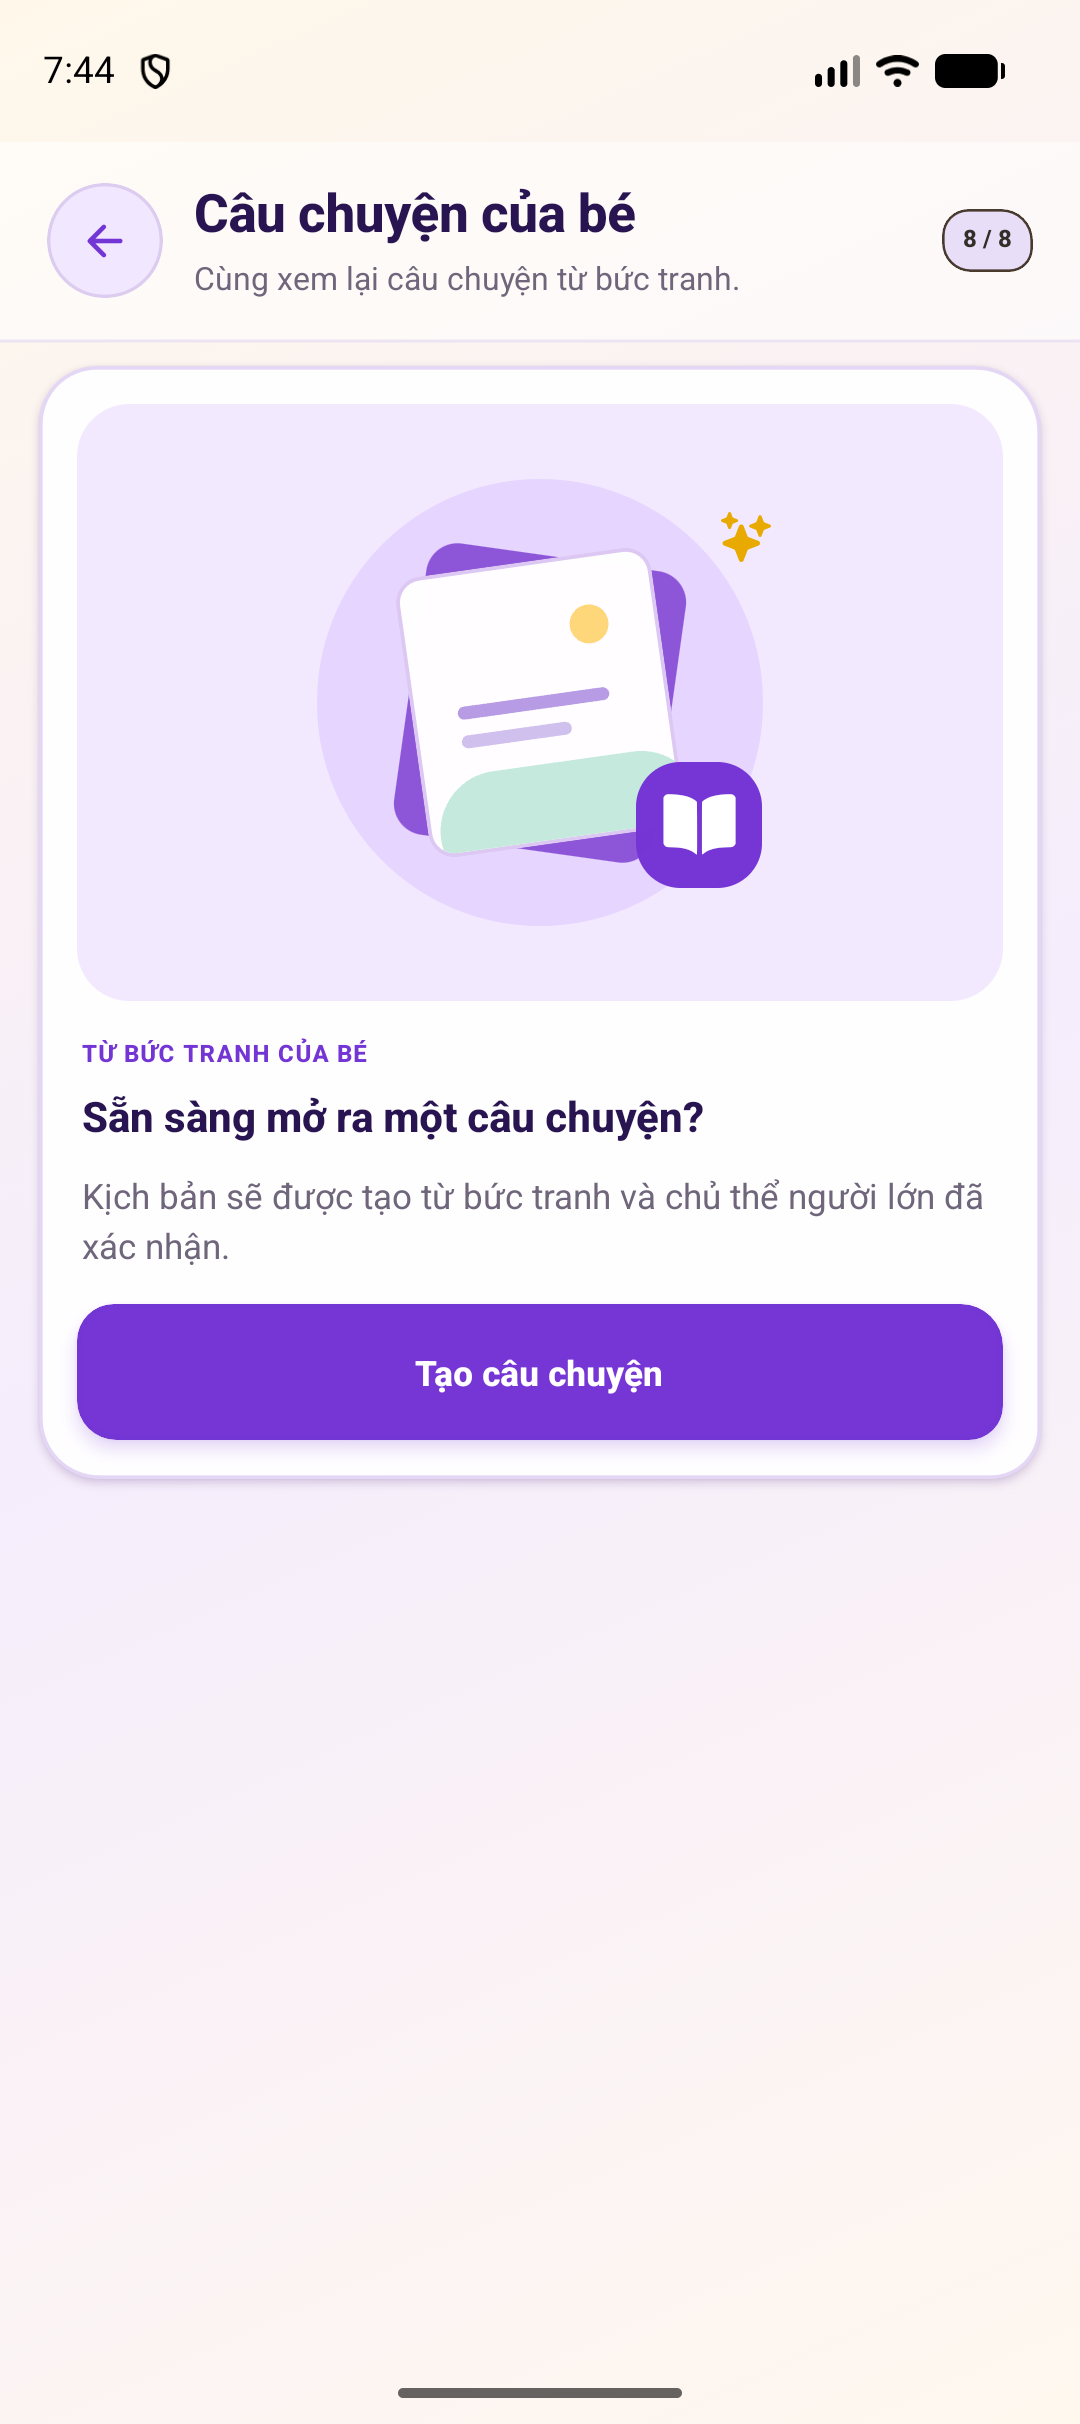 7:44
Câu chuyện của bé
Cùng xem lại câu chuyện từ bức tranh.
8 / 8
TỪ BỨC TRANH CỦA BÉ
Sẵn sàng mở ra một câu chuyện?
Kịch bản sẽ được tạo từ bức tranh và chủ thể người lớn đã
xác nhận.
Tạo câu chuyện